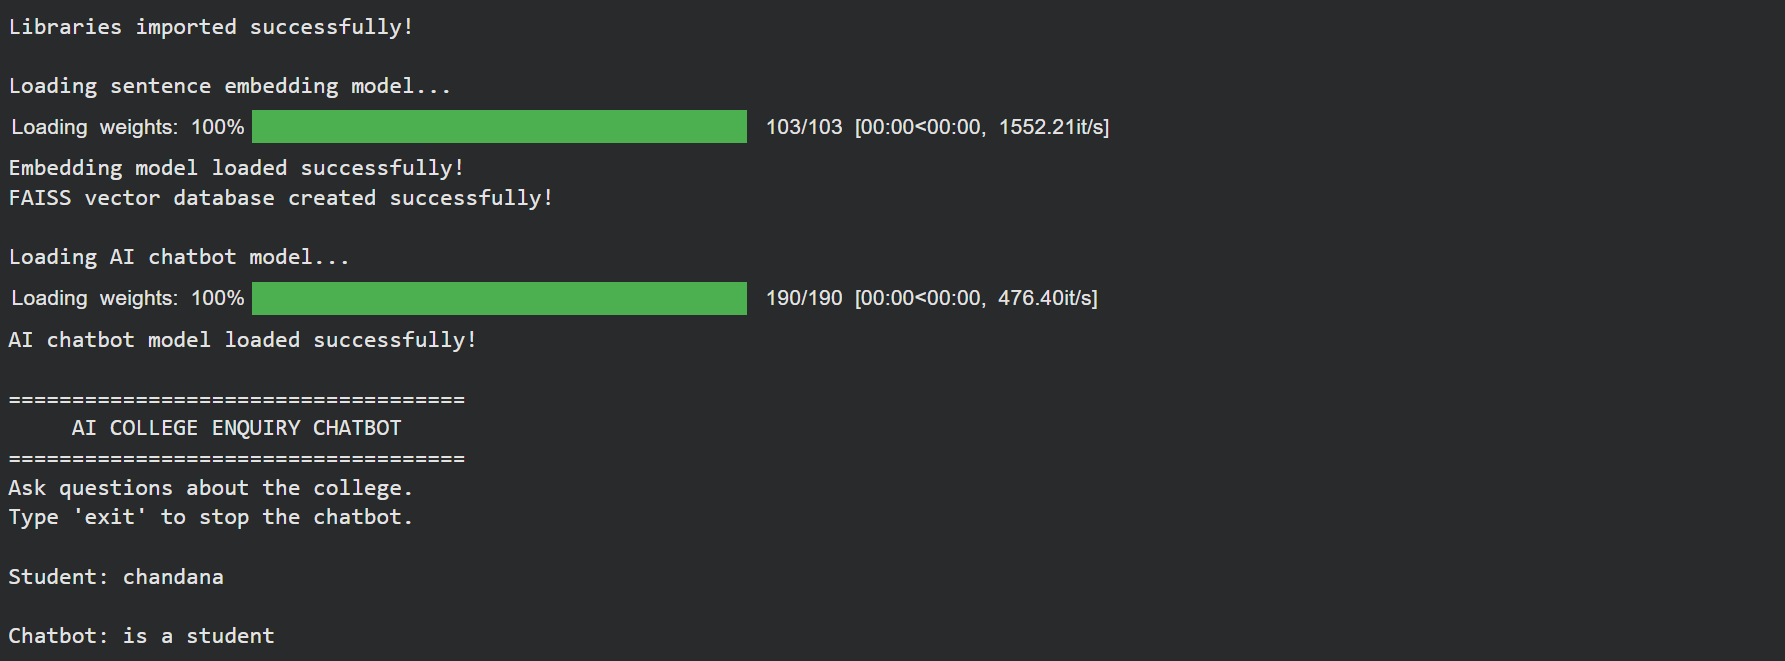 Libraries imported successfully!
Loading sentence embedding model...
Loading weights: 100% 103/103 [00:00<00:00, 1552.21it/s]
Embedding model loaded successfully!
FAISS vector database created successfully!
Loading AI chatbot model...
Loading weights: 100% 190/190 [00:00<00:00, 476.40it/s]
AI chatbot model loaded successfully!
====================================
AI COLLEGE ENQUIRY CHATBOT
====================================
Ask questions about the college.
Type 'exit' to stop the chatbot.
Student: chandana
Chatbot: is a student